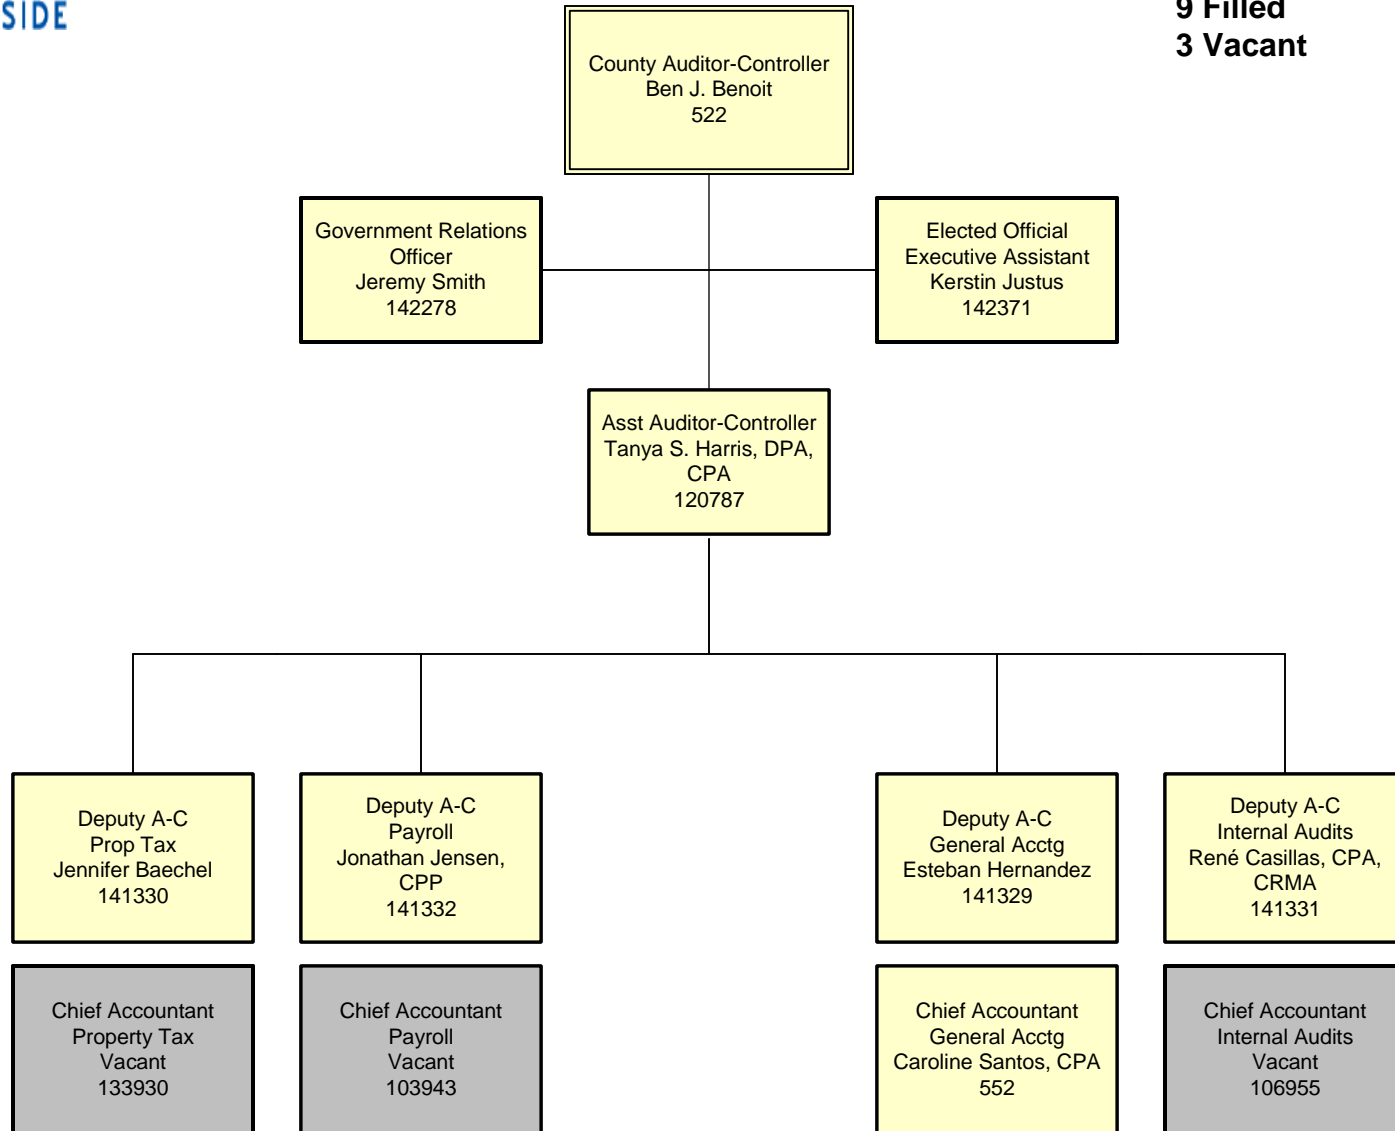 SIDE
9 Filled
3 Vacant
County Auditor-Controller
Ben J. Benoit
522
Government Relations
Officer
Jeremy Smith
142278
Elected Official
Executive Assistant
Kerstin Justus
142371
Asst Auditor-Controller
Tanya S. Harris, DPA,
CPA
120787
Deputy A-C
Prop Tax
Jennifer Baechel
141330
Deputy A-C
Payroll
Jonathan Jensen,
CPP
141332
Deputy A-C
General Acctg
Esteban Hernandez
141329
Deputy A-C
Internal Audits
René Casillas, CPA,
CRMA
141331
Chief Accountant
Property Tax
Vacant
133930
Chief Accountant
Payroll
Vacant
103943
Chief Accountant
General Acctg
Caroline Santos, CPA
552
Chief Accountant
Internal Audits
Vacant
106955